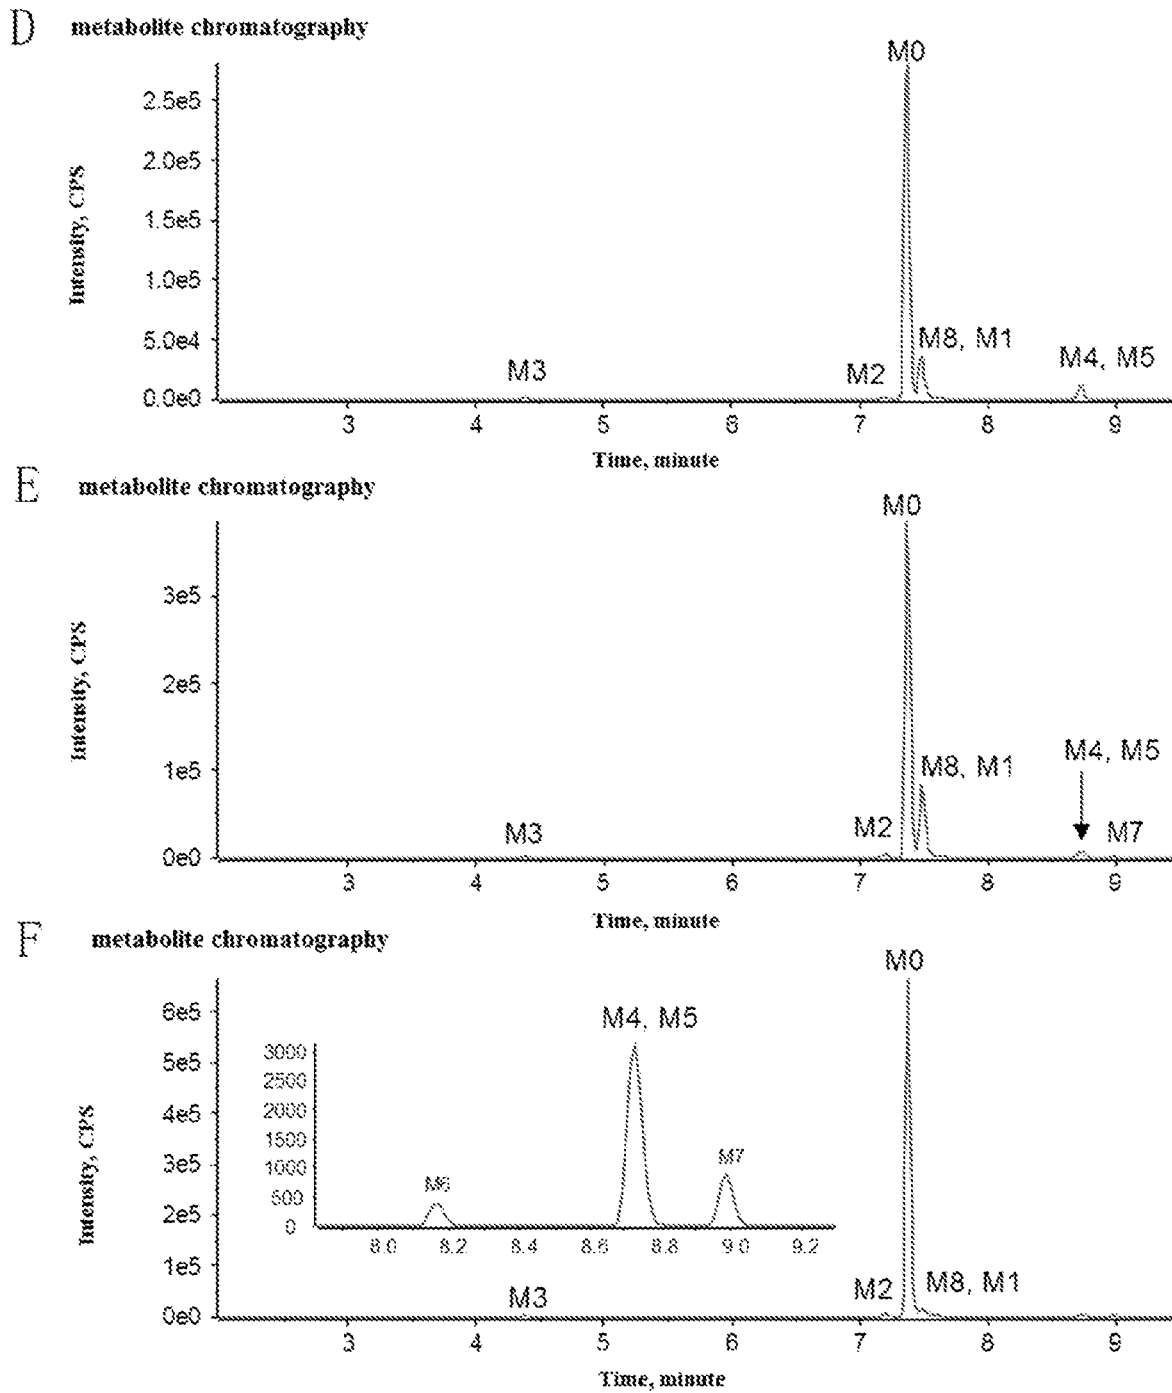 D metabolite chromatography
M0
2.5e5
2.0e5
1.5e5
1.0e5
5.0e4
0.0e0
Intensity, CPS
M3
M2
M8, M1
M4, M5
3 4 5 6 7 8 9
Time, minute
E metabolite chromatography
M0
3e5
2e5
1e5
0e0
Intensity, CPS
M3
M2
M8, M1
M4, M5
M7
3 4 5 6 7 8 9
Time, minute
F metabolite chromatography
M0
6e5
5e5
4e5
3e5
2e5
1e5
0e0
Intensity, CPS
M4, M5
3000
2500
2000
1500
1000
500
0
M6
M7
8.0 8.2 8.4 8.6 8.8 9.0 9.2
M3
M2
M8, M1
3 4 5 6 7 8 9
Time, minute